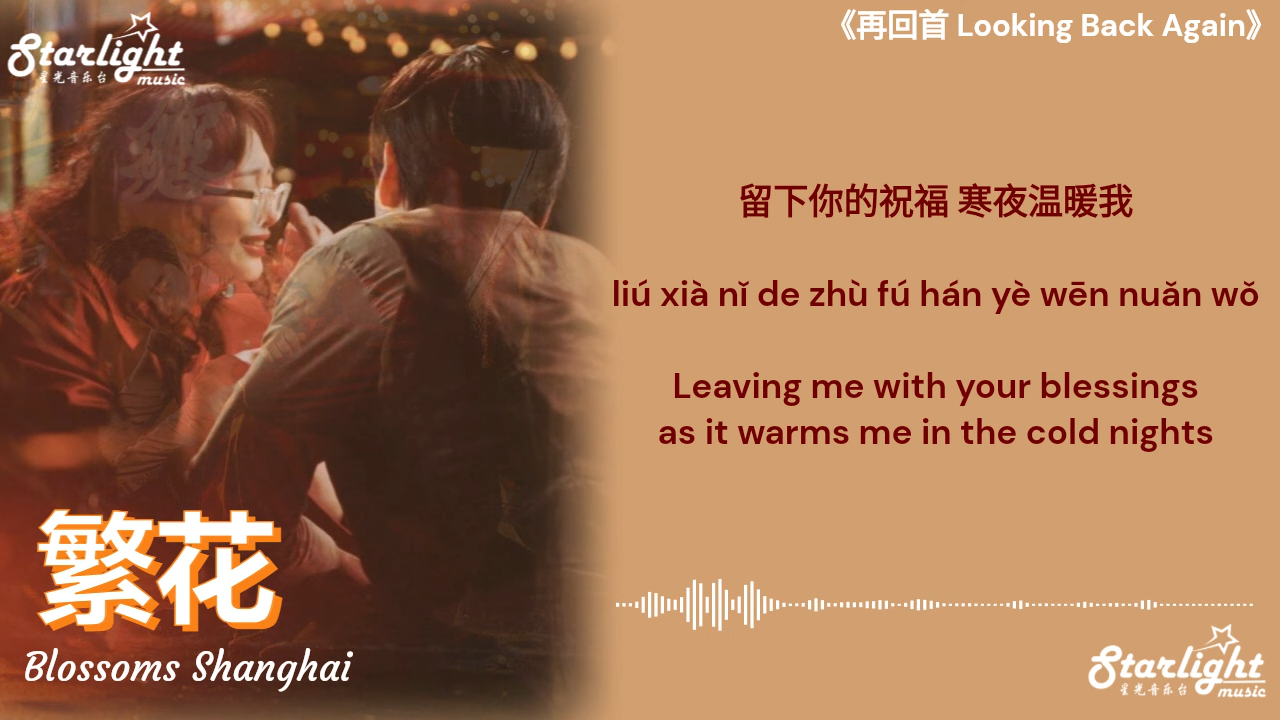 Starlight
星光音乐台 music
《再回首 Looking Back Again》
留下你的祝福 寒夜温暖我
liú xià nǐ de zhù fú hán yè wēn nuǎn wǒ
Leaving me with your blessings
as it warms me in the cold nights
繁花
Blossoms Shanghai
Starlight
星光音乐台 music